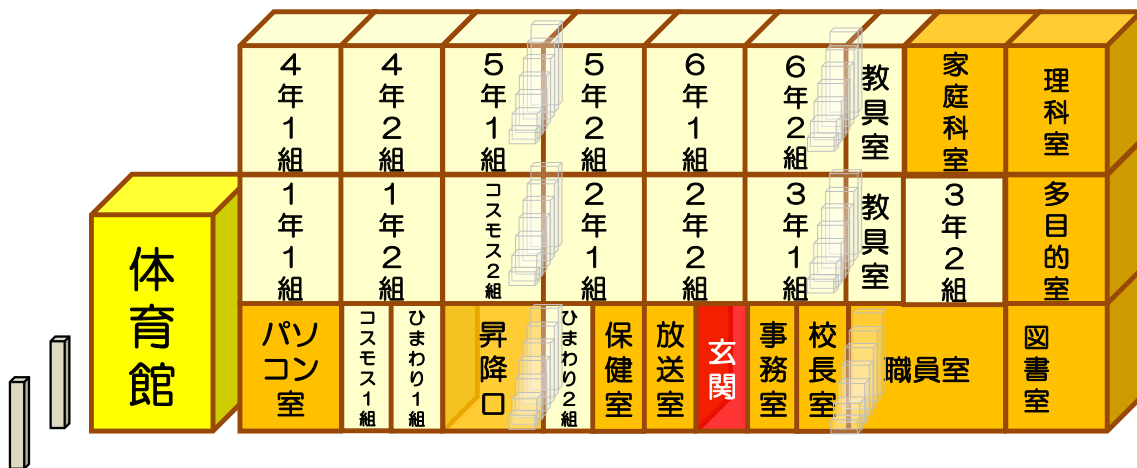 4年1組
4年2組
5年1組
5年2組
6年1組
6年2組
教具室
家庭科室
理科室
1年1組
1年2組
コスモス2組
2年1組
2年2組
3年1組
教具室
3年2組
多目的室
体育館
パソコン室
コスモス1組
ひまわり1組
昇降口
ひまわり2組
保健室
放送室
玄関
事務室
校長室
職員室
図書室